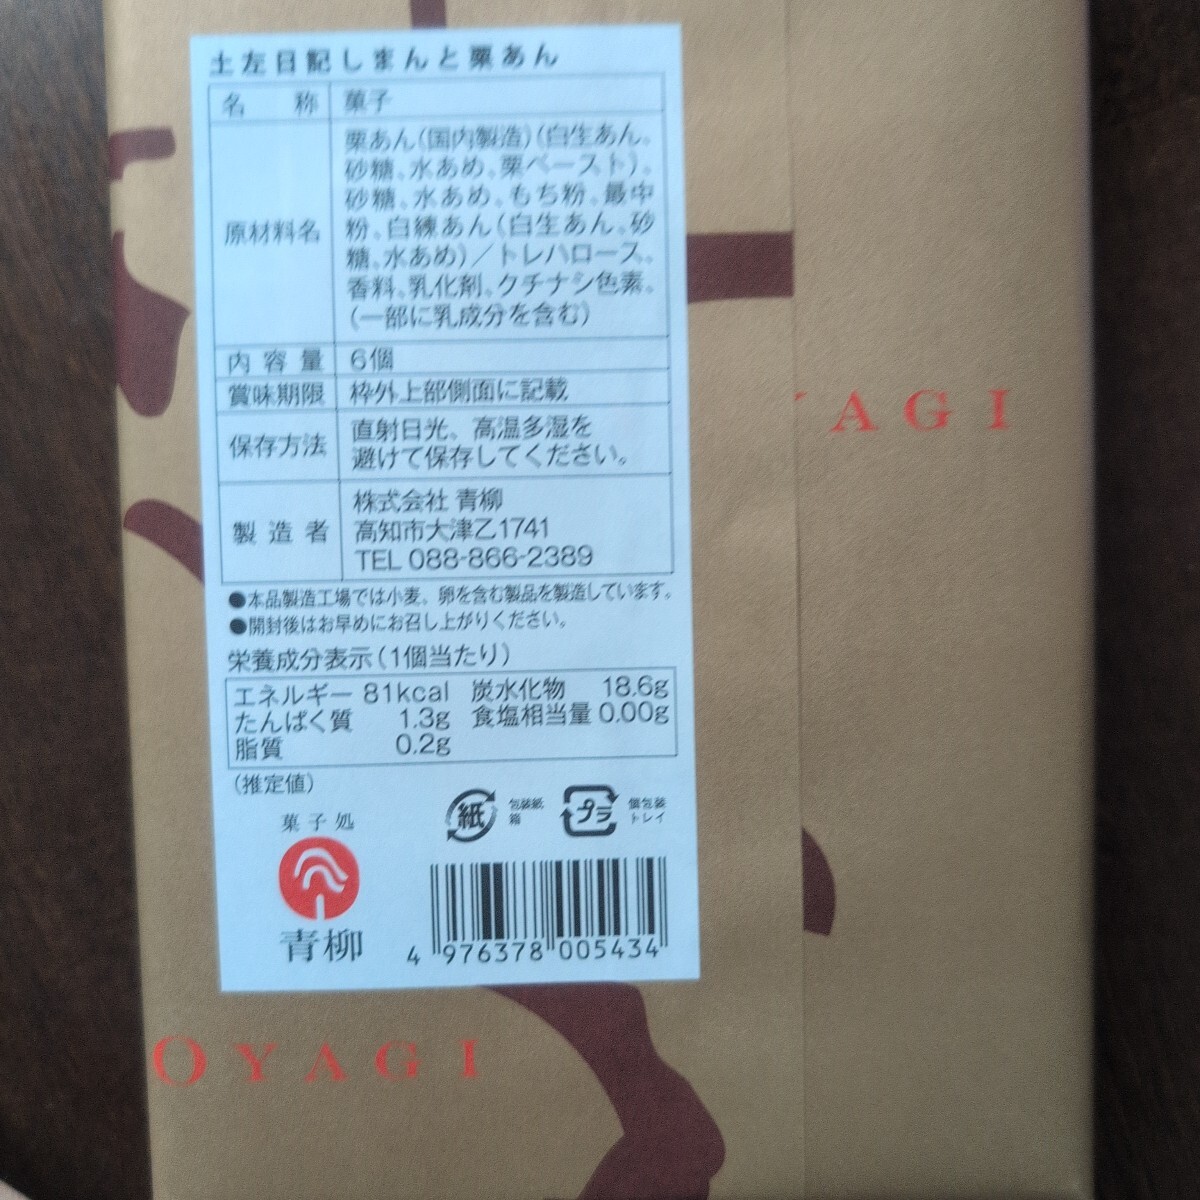 土左日記しまんと栗あん
名称 菓子
原材料名
栗あん(国内製造)(白生あん、
砂糖、水あめ、栗ペースト)、
砂糖、水あめ、もち粉、最中
粉、白練あん(白生あん、砂
糖、水あめ)／トレハロース、
香料、乳化剤、クチナシ色素、
(一部に乳成分を含む)
内容量 6個
賞味期限 枠外上部側面に記載
保存方法
直射日光、高温多湿を
避けて保存してください。
製造者
株式会社 青柳
高知市大津乙1741
TEL 088-866-2389
●本品製造工場では小麦、卵を含む製品を製造しています。
●開封後はお早めにお召し上がりください。
栄養成分表示(1個当たり)
エネルギー 81kcal 炭水化物 18.6g
たんぱく質 1.3g 食塩相当量 0.00g
脂質 0.2g
(推定値)
紙 包装紙
箱
プラ 個包装
トレイ
菓子処
青柳
4 976378 005434
YAGI
OYAGI